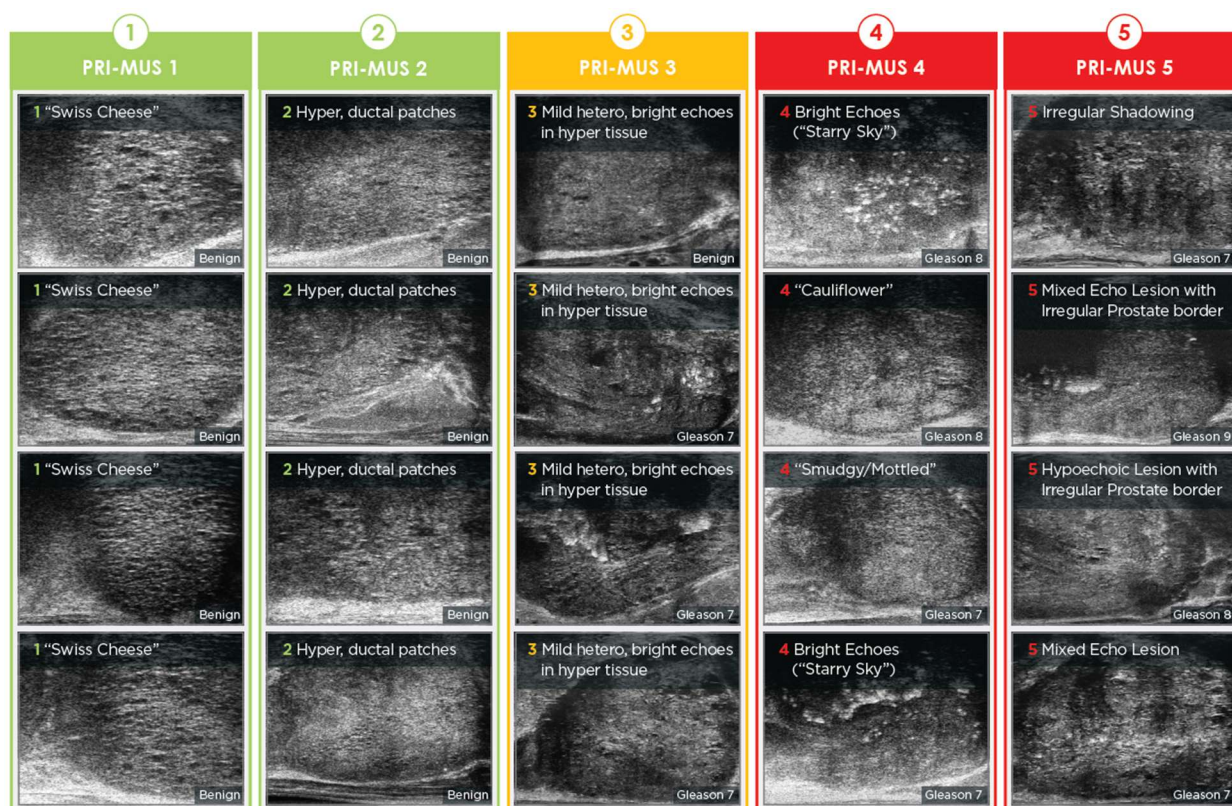 1
PRI-MUS 1
2
PRI-MUS 2
3
PRI-MUS 3
4
PRI-MUS 4
5
PRI-MUS 5
1 “Swiss Cheese”
Benign
2 Hyper, ductal patches
Benign
3 Mild hetero, bright echoes
in hyper tissue
Benign
4 Bright Echoes
(“Starry Sky”)
Gleason 8
5 Irregular Shadowing
Gleason 7
1 “Swiss Cheese”
Benign
2 Hyper, ductal patches
Benign
3 Mild hetero, bright echoes
in hyper tissue
Gleason 7
4 “Cauliflower”
Gleason 8
5 Mixed Echo Lesion with
Irregular Prostate border
Gleason 9
1 “Swiss Cheese”
Benign
2 Hyper, ductal patches
Benign
3 Mild hetero, bright echoes
in hyper tissue
Gleason 7
4 “Smudgy/Mottled”
Gleason 7
5 Hypoechoic Lesion with
Irregular Prostate border
Gleason 8
1 “Swiss Cheese”
Benign
2 Hyper, ductal patches
Benign
3 Mild hetero, bright echoes
in hyper tissue
Gleason 7
4 Bright Echoes
(“Starry Sky”)
Gleason 7
5 Mixed Echo Lesion
Gleason 7